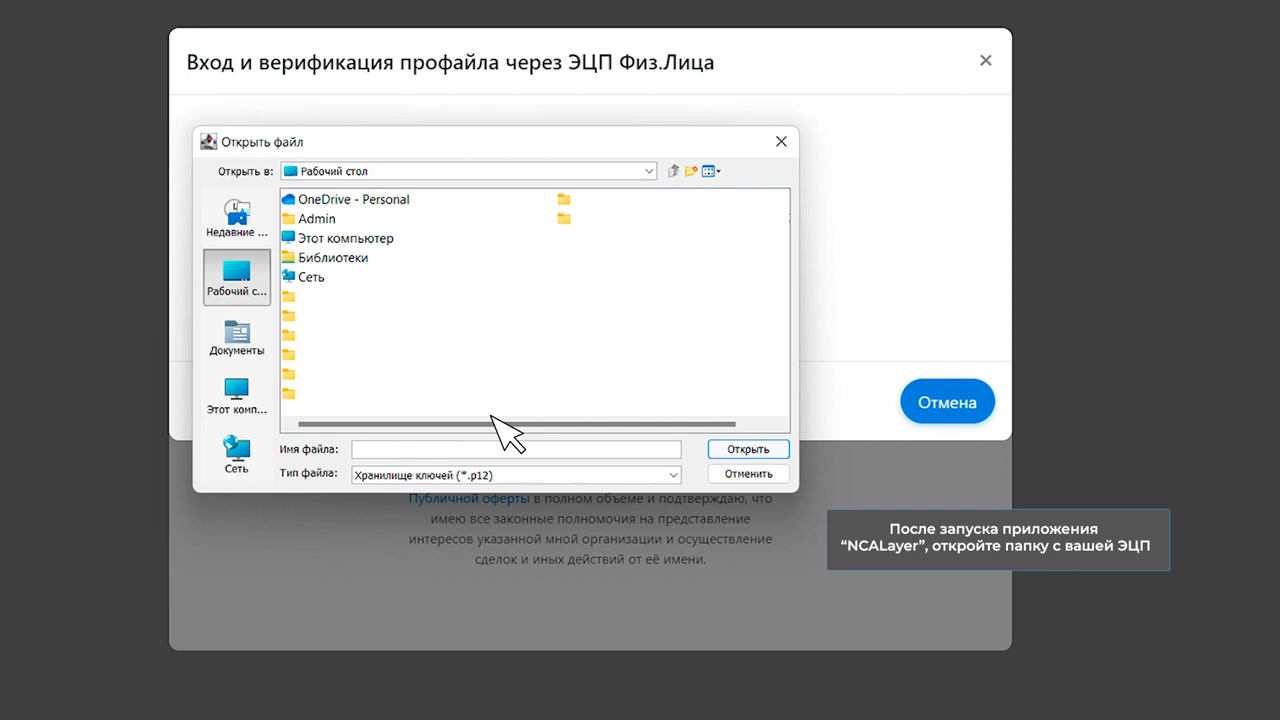 Вход и верификация профайла через ЭЦП Физ.Лица
Открыть файл
Открыть в:
Рабочий стол
Недавние ...
Рабочий с...
Документы
Этот комп...
Сеть
OneDrive - Personal
Admin
Этот компьютер
Библиотеки
Сеть
Имя файла:
Открыть
Тип файла:
Хранилище ключей (*.p12)
Отменить
Отмена
Публичной оферты в полном объеме и подтверждаю, что
имею все законные полномочия на представление
интересов указанной мной организации и осуществление
сделок и иных действий от её имени.
После запуска приложения
“NCALayer”, откройте папку с вашей ЭЦП